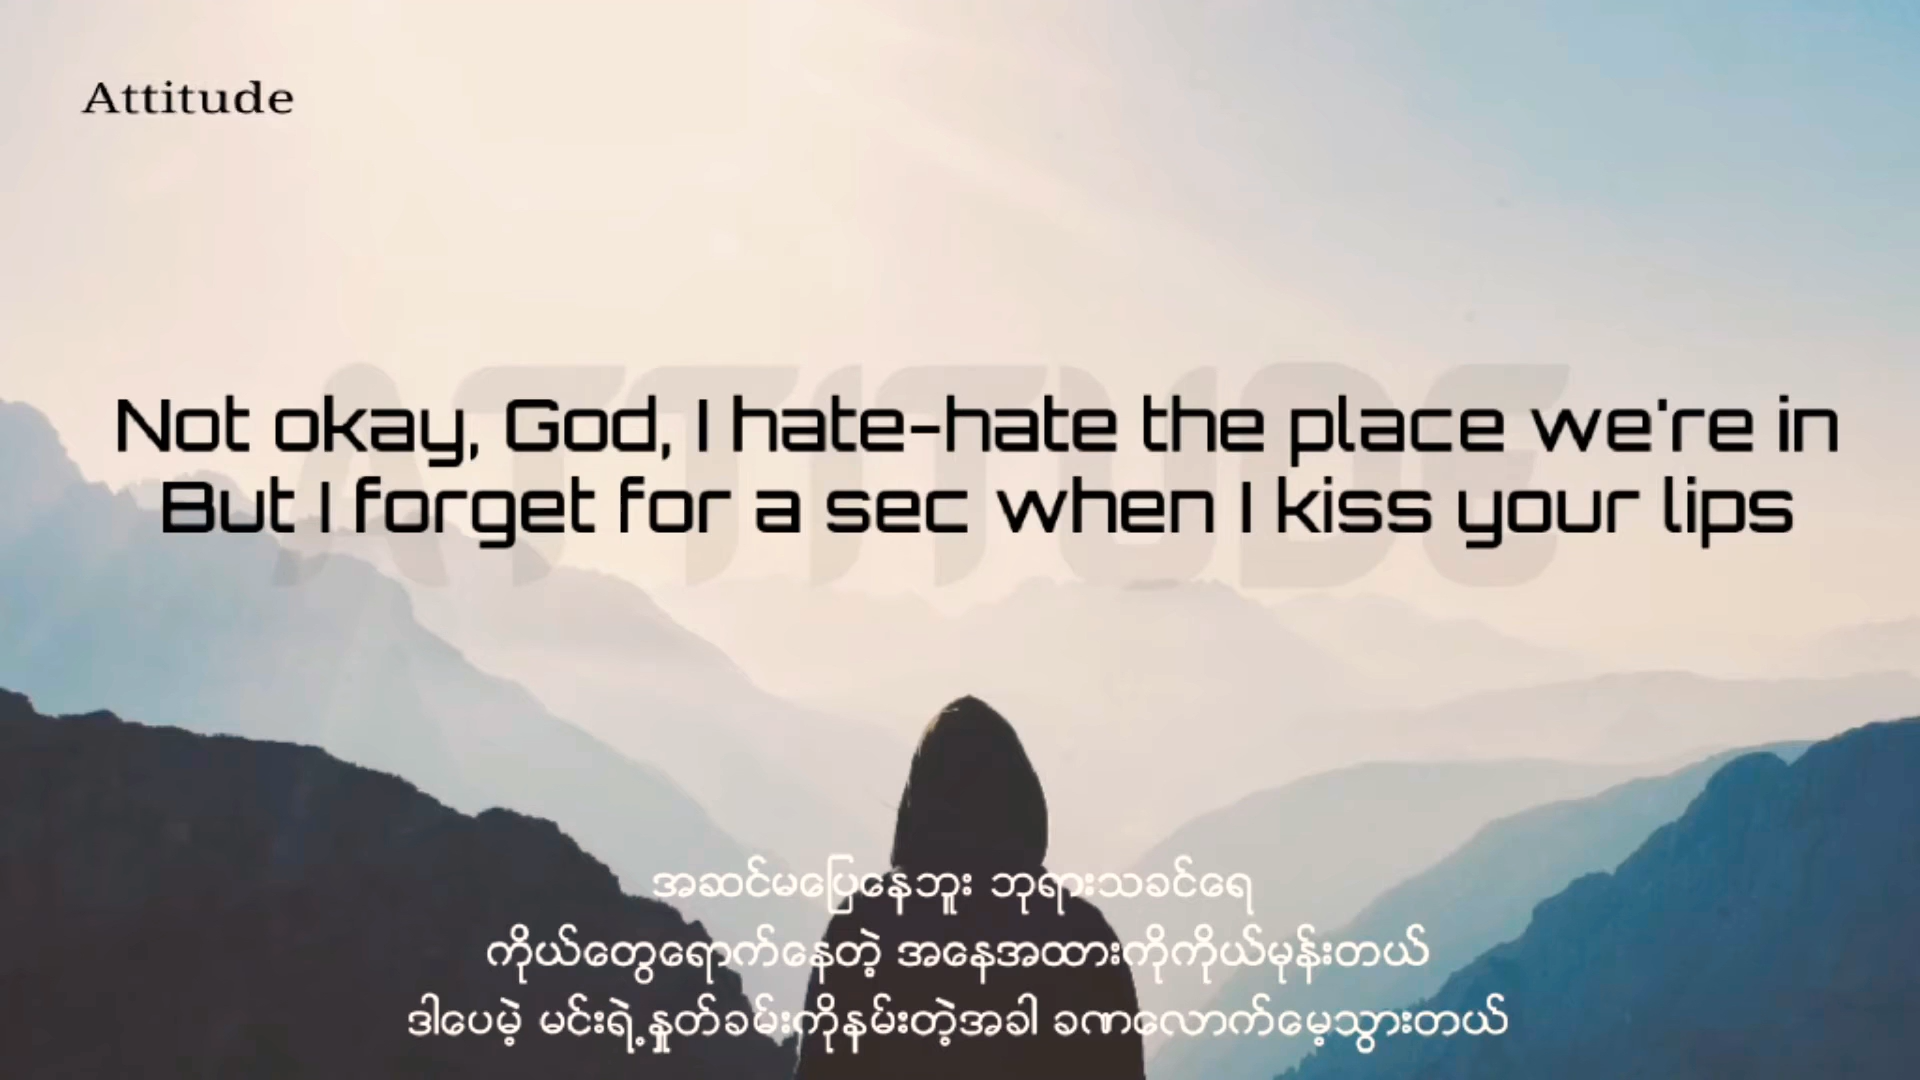 Attitude
ATTITUDE
Not okay, God, I hate-hate the place we're in
But I forget for a sec when I kiss your lips
အဆင်မပြေနေဘူး ဘုရားသခင်ရေ
ကိုယ်တွေရောက်နေတဲ့ အနေအထားကိုကိုယ်မုန်းတယ်
ဒါပေမဲ့ မင်းရဲ့နှုတ်ခမ်းကိုနမ်းတဲ့အခါ ခဏလောက်မေ့သွားတယ်